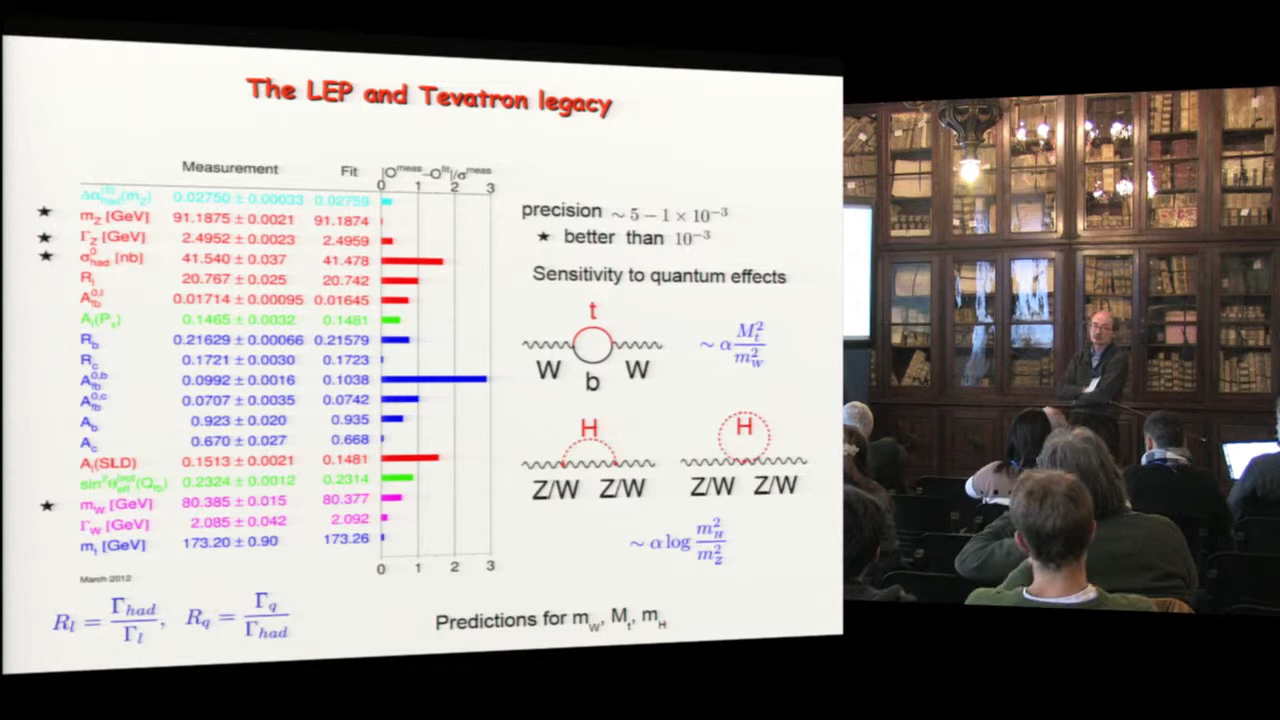 The LEP and Tevatron legacy
Measurement Fit |O^meas−O^fit|/σ^meas
0 1 2 3
Δα_had^(5)(m_Z) 0.02750 ± 0.00033 0.02759
★ m_Z [GeV] 91.1875 ± 0.0021 91.1874
★ Γ_Z [GeV] 2.4952 ± 0.0023 2.4959
★ σ_had^0 [nb] 41.540 ± 0.037 41.478
R_l 20.767 ± 0.025 20.742
A_fb^0,l 0.01714 ± 0.00095 0.01645
A_l(P_τ) 0.1465 ± 0.0032 0.1481
R_b 0.21629 ± 0.00066 0.21579
R_c 0.1721 ± 0.0030 0.1723
A_fb^0,b 0.0992 ± 0.0016 0.1038
A_fb^0,c 0.0707 ± 0.0035 0.0742
A_b 0.923 ± 0.020 0.935
A_c 0.670 ± 0.027 0.668
A_l(SLD) 0.1513 ± 0.0021 0.1481
sin²θ_eff^lept(Q_fb) 0.2324 ± 0.0012 0.2314
★ m_W [GeV] 80.385 ± 0.015 80.377
Γ_W [GeV] 2.085 ± 0.042 2.092
m_t [GeV] 173.20 ± 0.90 173.26
0 1 2 3
March 2012
R_l = Γ_had/Γ_l, R_q = Γ_q/Γ_had
precision ~ 5 − 1 × 10^−3
★ better than 10^−3
Sensitivity to quantum effects
t
W b W
~ α M_t^2/m_W^2
H H
Z/W Z/W Z/W Z/W
~ α log m_H^2/m_Z^2
Predictions for m_W, M_t, m_H